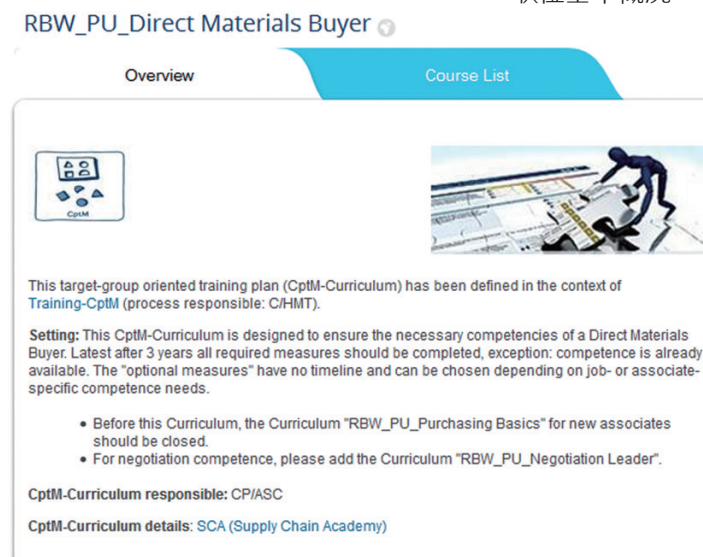 RBW_PU_Direct Materials Buyer
Overview
Course List
CptM
This target-group oriented training plan (CptM-Curriculum) has been defined in the context of
Training-CptM (process responsible: C/HMT).
Setting: This CptM-Curriculum is designed to ensure the necessary competencies of a Direct Materials
Buyer. Latest after 3 years all required measures should be completed, exception: competence is already
available. The "optional measures" have no timeline and can be chosen depending on job- or associate-
specific competence needs.
• Before this Curriculum, the Curriculum "RBW_PU_Purchasing Basics" for new associates
should be closed.
• For negotiation competence, please add the Curriculum "RBW_PU_Negotiation Leader".
CptM-Curriculum responsible: CP/ASC
CptM-Curriculum details: SCA (Supply Chain Academy)